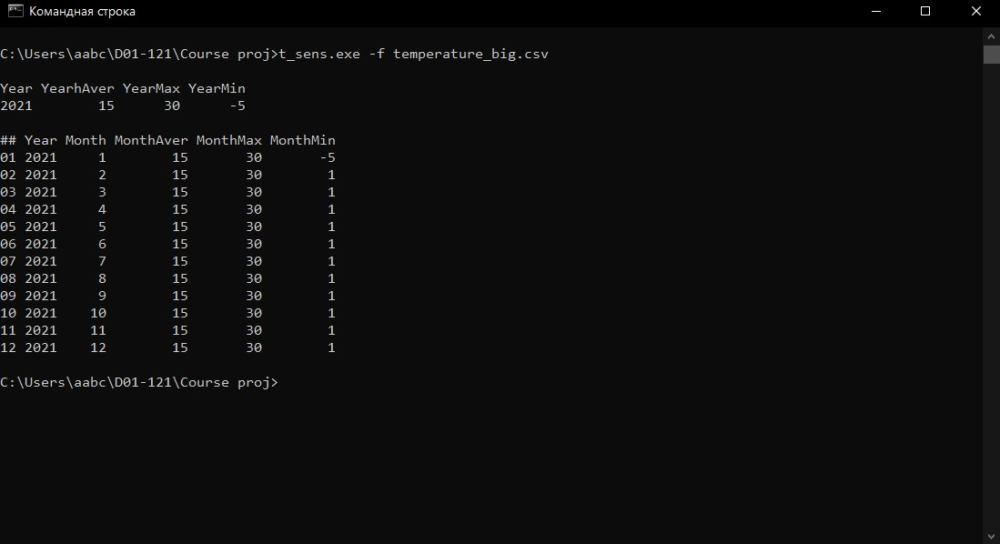 Командная строка
C:\Users\aabc\D01-121\Course proj>t_sens.exe -f temperature_big.csv
Year YearhAver YearMax YearMin
2021        15      30      -5
## Year Month MonthAver MonthMax MonthMin
01 2021     1        15       30       -5
02 2021     2        15       30        1
03 2021     3        15       30        1
04 2021     4        15       30        1
05 2021     5        15       30        1
06 2021     6        15       30        1
07 2021     7        15       30        1
08 2021     8        15       30        1
09 2021     9        15       30        1
10 2021    10        15       30        1
11 2021    11        15       30        1
12 2021    12        15       30        1
C:\Users\aabc\D01-121\Course proj>